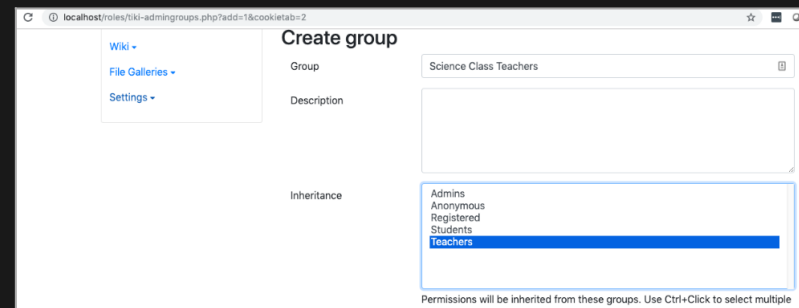 localhost/roles/tiki-admingroups.php?add=1&cookietab=2
Create group
Wiki
Group
Science Class Teachers
File Galleries
Settings
Description
Inheritance
Admins
Anonymous
Registered
Students
Teachers
Permissions will be inherited from these groups. Use Ctrl+Click to select multiple